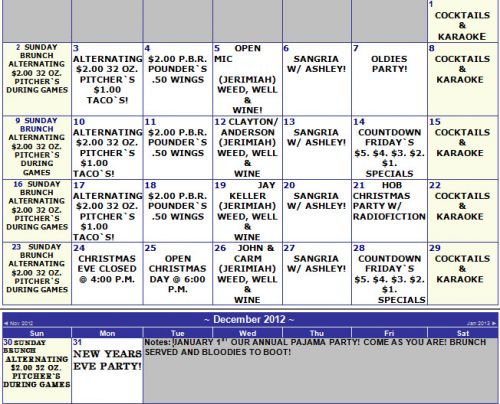 1
COCKTAILS
&
KARAOKE
2 SUNDAY
BRUNCH
ALTERNATING
$2.00 32 OZ.
PITCHER`S
DURING GAMES
3
ALTERNATING
$2.00 32 OZ.
PITCHER`S
$1.00
TACO`S!
4
$2.00 P.B.R.
POUNDER`S
.50 WINGS
5 OPEN
MIC
(JERIMIAH)
WEED, WELL
&
WINE!
6
SANGRIA
W/ ASHLEY!
7
OLDIES
PARTY!
8
COCKTAILS
&
KARAOKE
9 SUNDAY
BRUNCH
ALTERNATING
$2.00 32 OZ.
PITCHER`S
DURING
GAMES
10
ALTERNATING
$2.00 32 OZ.
PITCHER`S
$1.00
TACO`S!
11
$2.00 P.B.R.
POUNDER`S
.50 WINGS
12 CLAYTON/
ANDERSON
(JERIMIAH)
WEED, WELL
&
WINE
13
SANGRIA
W/ ASHLEY!
14
COUNTDOWN
FRIDAY`S
$5. $4. $3. $2.
$1.
SPECIALS
15
COCKTAILS
&
KARAOKE
16 SUNDAY
BRUNCH
ALTERNATING
$2.00 32 OZ.
PITCHER`S
DURING
GAMES
17
ALTERNATING
$2.00 32 OZ.
PITCHER`S
$1.00
TACO`S!
18
$2.00 P.B.R.
POUNDER`S
.50 WINGS
19 JAY
KELLER
(JERIMIAH)
WEED, WELL
&
WINE
20
SANGRIA
W/ ASHLEY!
21 HOB
CHRISTMAS
PARTY W/
RADIOFICTION
22
COCKTAILS
&
KARAOKE
23 SUNDAY
BRUNCH
ALTERNATING
$2.00 32 OZ.
PITCHER`S
DURING
GAMES
24
CHRISTMAS
EVE CLOSED
@ 4:00 P.M.
25
OPEN
CHRISTMAS
DAY @ 6:00
P.M.
26 JOHN &
CARM
(JERIMIAH)
WEED, WELL
&
WINE
27
SANGRIA
W/ ASHLEY!
28
COUNTDOWN
FRIDAY`S
$5. $4. $3. $2.
$1.
SPECIALS
29
COCKTAILS
&
KARAOKE
◄ Nov 2012
~ December 2012 ~
Jan 2013 ►
Sun Mon Tue Wed Thu Fri Sat
30 SUNDAY
BRUNCH
ALTERNATING
$2.00 32 OZ.
PITCHER`S
DURING GAMES
31
NEW YEARS
EVE PARTY!
Notes: !JANUARY 1ST OUR ANNUAL PAJAMA PARTY! COME AS YOU ARE! BRUNCH
SERVED AND BLOODIES TO BOOT!